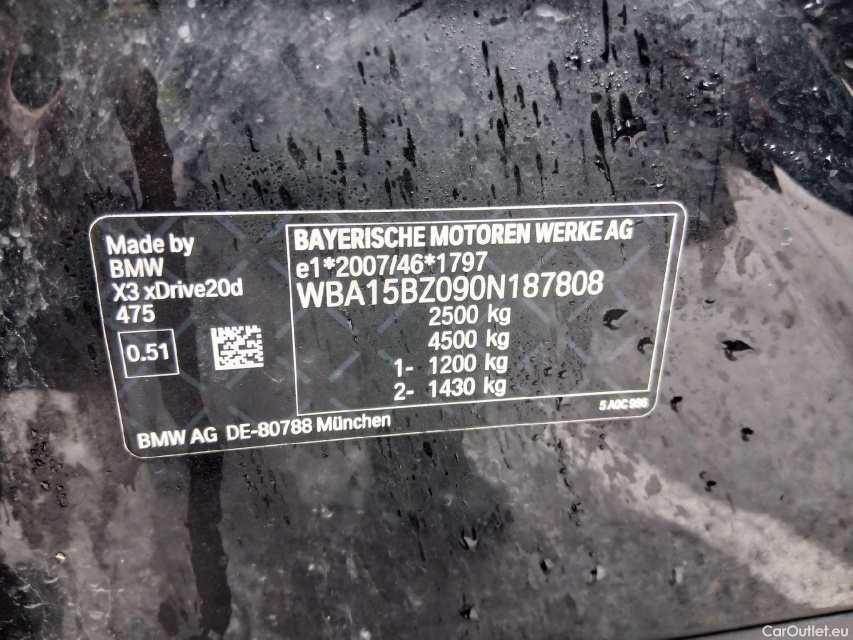 Made by
BMW
X3 xDrive20d
475
0.51
BAYERISCHE MOTOREN WERKE AG
e1*2007/46*1797
WBA15BZ090N187808
2500 kg
4500 kg
1- 1200 kg
2- 1430 kg
5 A0C 986
BMW AG DE-80788 München
CarOutlet.eu